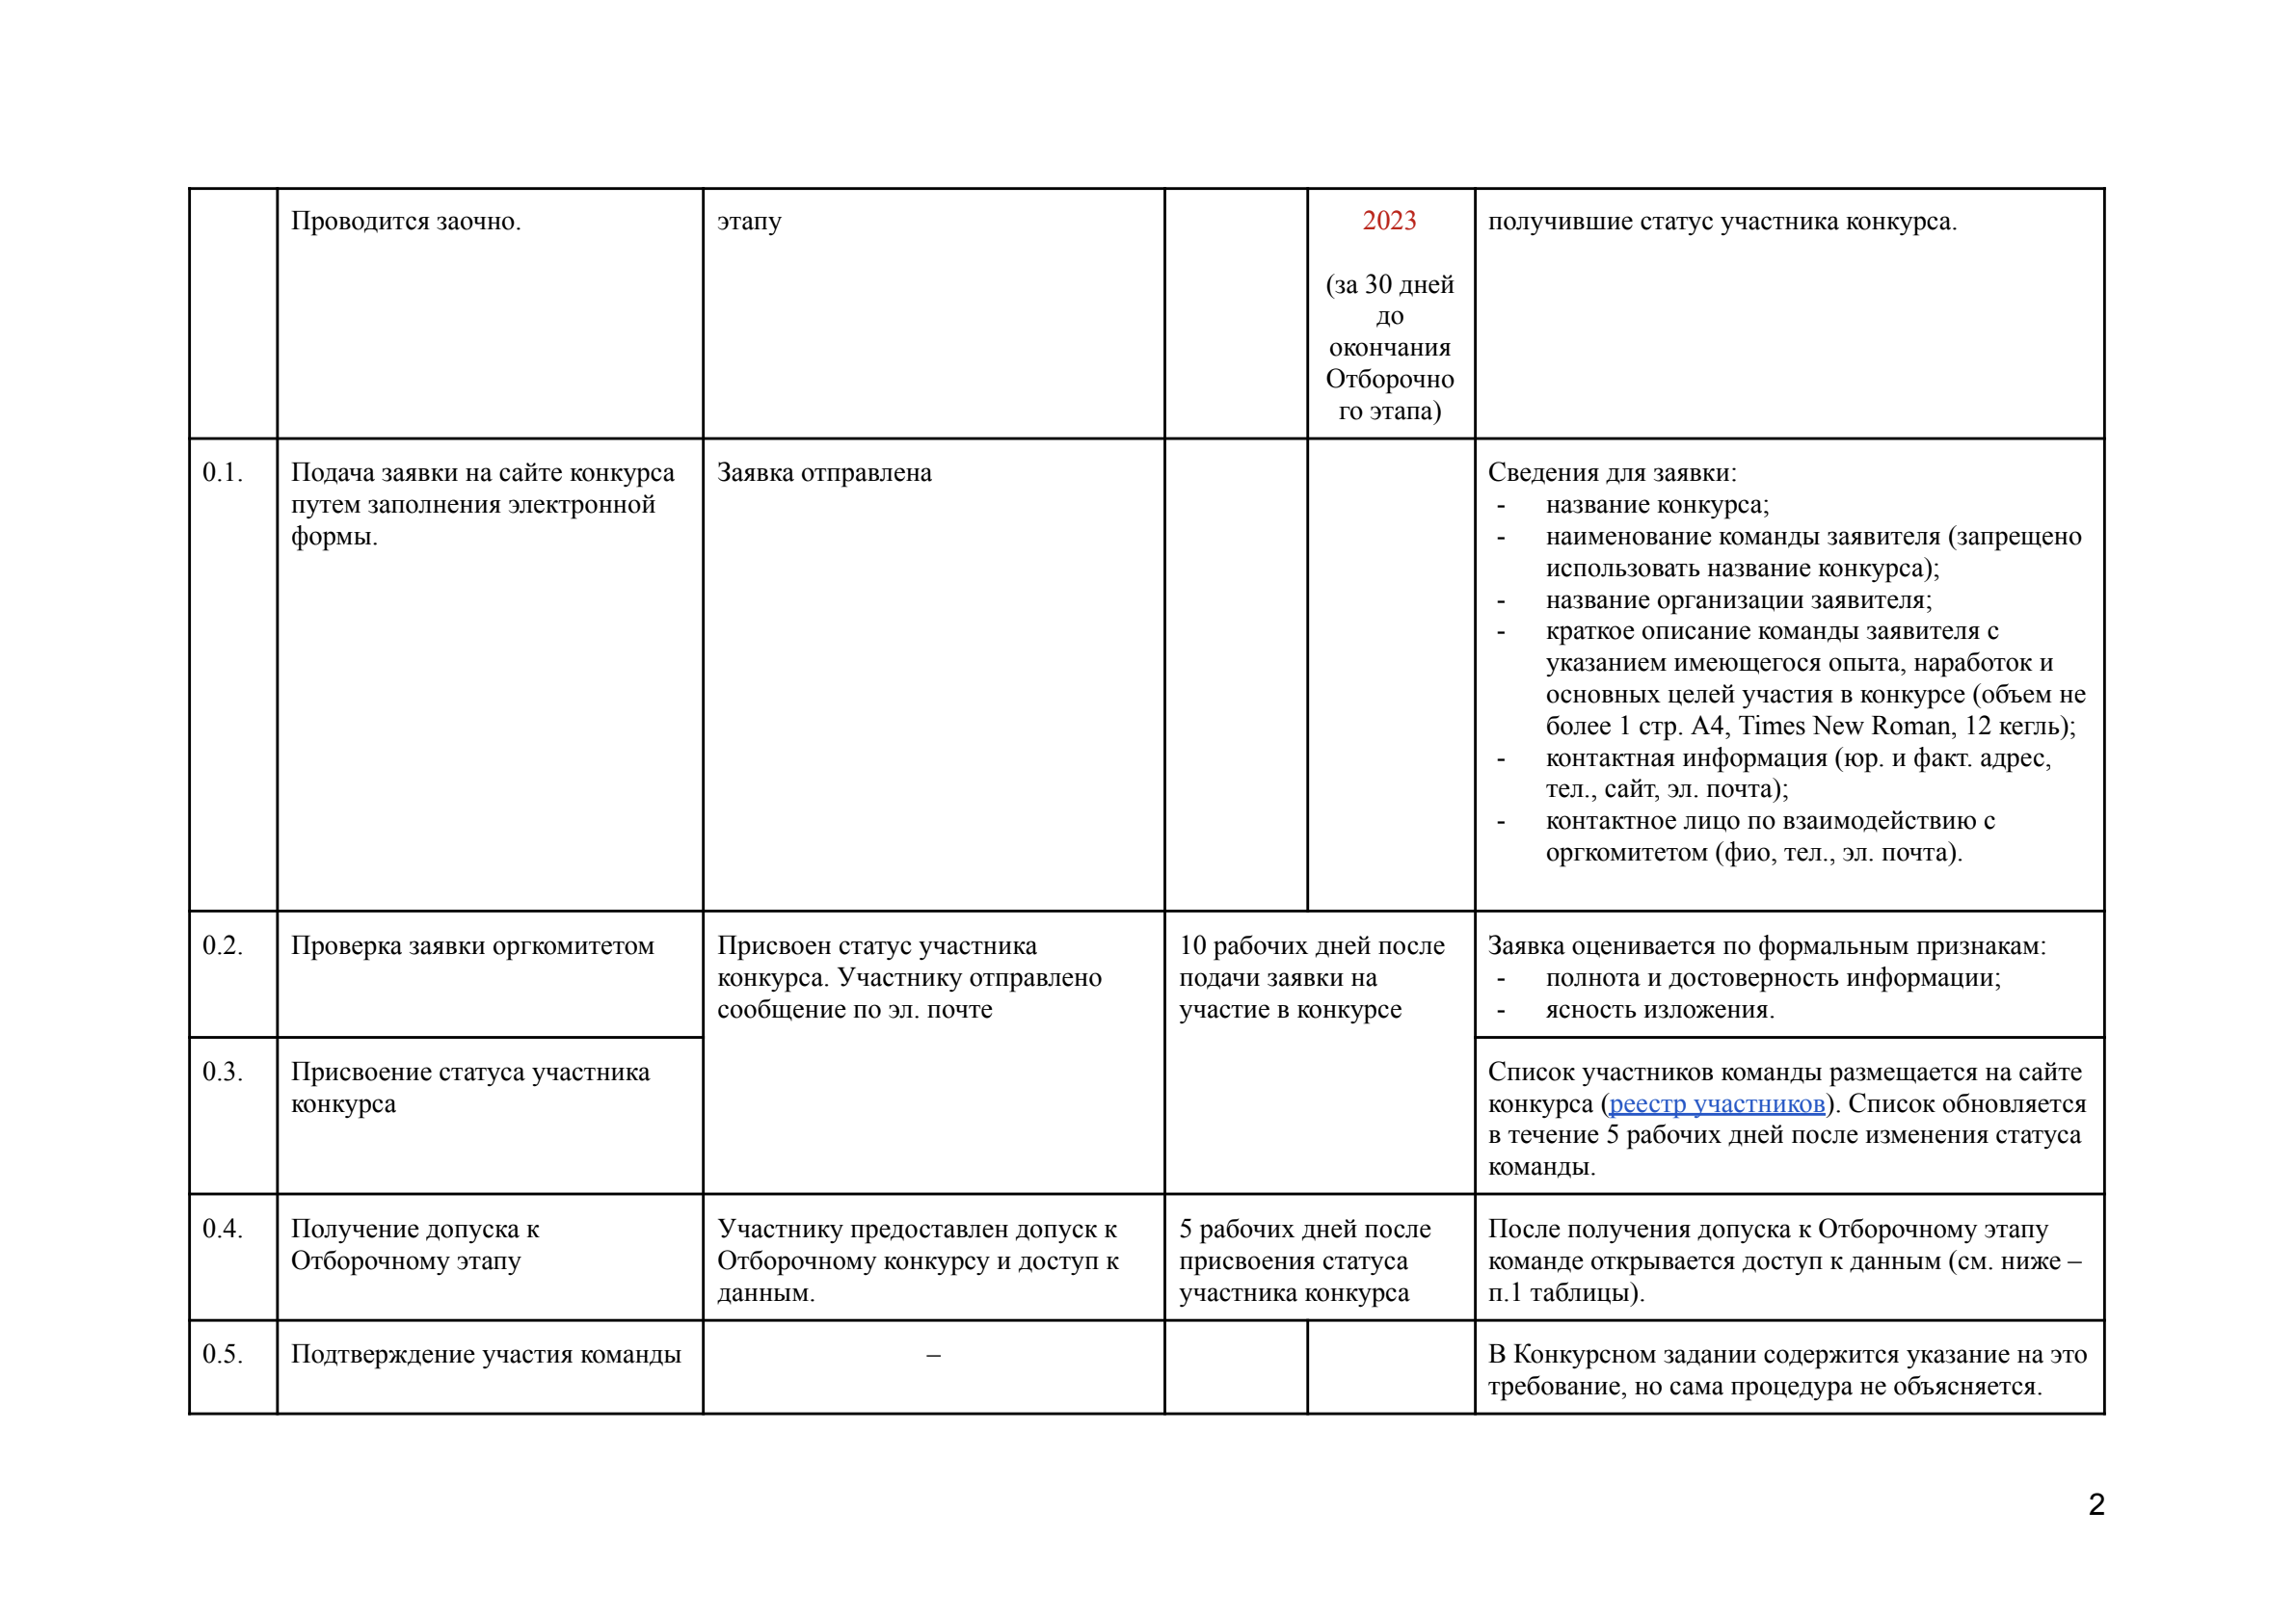 Проводится заочно.
этапу
2023
(за 30 дней
до
окончания
Отборочно
го этапа)
получившие статус участника конкурса.
0.1.
Подача заявки на сайте конкурса
путем заполнения электронной
формы.
Заявка отправлена
Сведения для заявки:
- название конкурса;
- наименование команды заявителя (запрещено
использовать название конкурса);
- название организации заявителя;
- краткое описание команды заявителя с
указанием имеющегося опыта, наработок и
основных целей участия в конкурсе (объем не
более 1 стр. А4, Times New Roman, 12 кегль);
- контактная информация (юр. и факт. адрес,
тел., сайт, эл. почта);
- контактное лицо по взаимодействию с
оргкомитетом (фио, тел., эл. почта).
0.2.
Проверка заявки оргкомитетом
Присвоен статус участника
конкурса. Участнику отправлено
сообщение по эл. почте
10 рабочих дней после
подачи заявки на
участие в конкурсе
Заявка оценивается по формальным признакам:
- полнота и достоверность информации;
- ясность изложения.
0.3.
Присвоение статуса участника
конкурса
Список участников команды размещается на сайте
конкурса (реестр участников). Список обновляется
в течение 5 рабочих дней после изменения статуса
команды.
0.4.
Получение допуска к
Отборочному этапу
Участнику предоставлен допуск к
Отборочному конкурсу и доступ к
данным.
5 рабочих дней после
присвоения статуса
участника конкурса
После получения допуска к Отборочному этапу
команде открывается доступ к данным (см. ниже –
п.1 таблицы).
0.5.
Подтверждение участия команды
–
В Конкурсном задании содержится указание на это
требование, но сама процедура не объясняется.
2